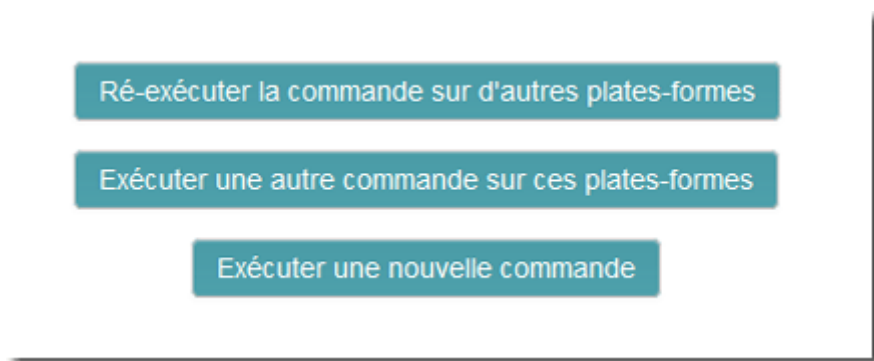 Ré-exécuter la commande sur d'autres plates-formes
Exécuter une autre commande sur ces plates-formes
Exécuter une nouvelle commande